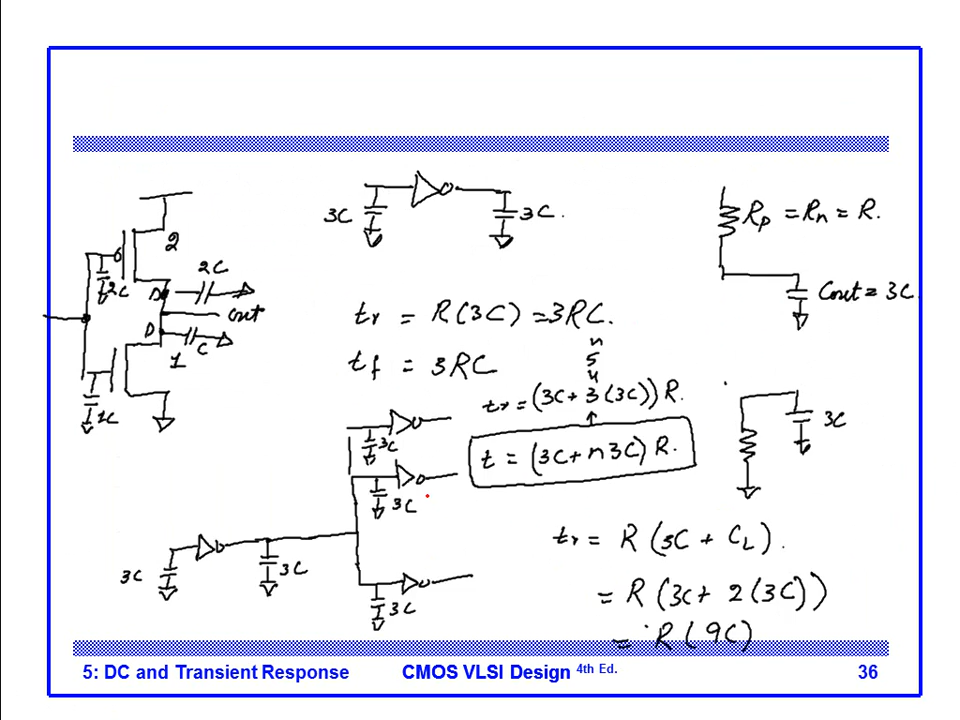 3C
3C.
Rp = Rn = R.
2
2C
2C
D
out
D
C
1
1C
Cout = 3C
tr = R(3C) = 3RC.
tf = 3RC
n
5
4
tr = (3C + 3(3C)) R.
t = (3C + n3C) R.
3C
3C
3C
3C
3C
3C
3C
tr = R (3C + CL).
= R (3C + 2(3C))
= R(9C)
5: DC and Transient Response
CMOS VLSI Design 4th Ed.
36